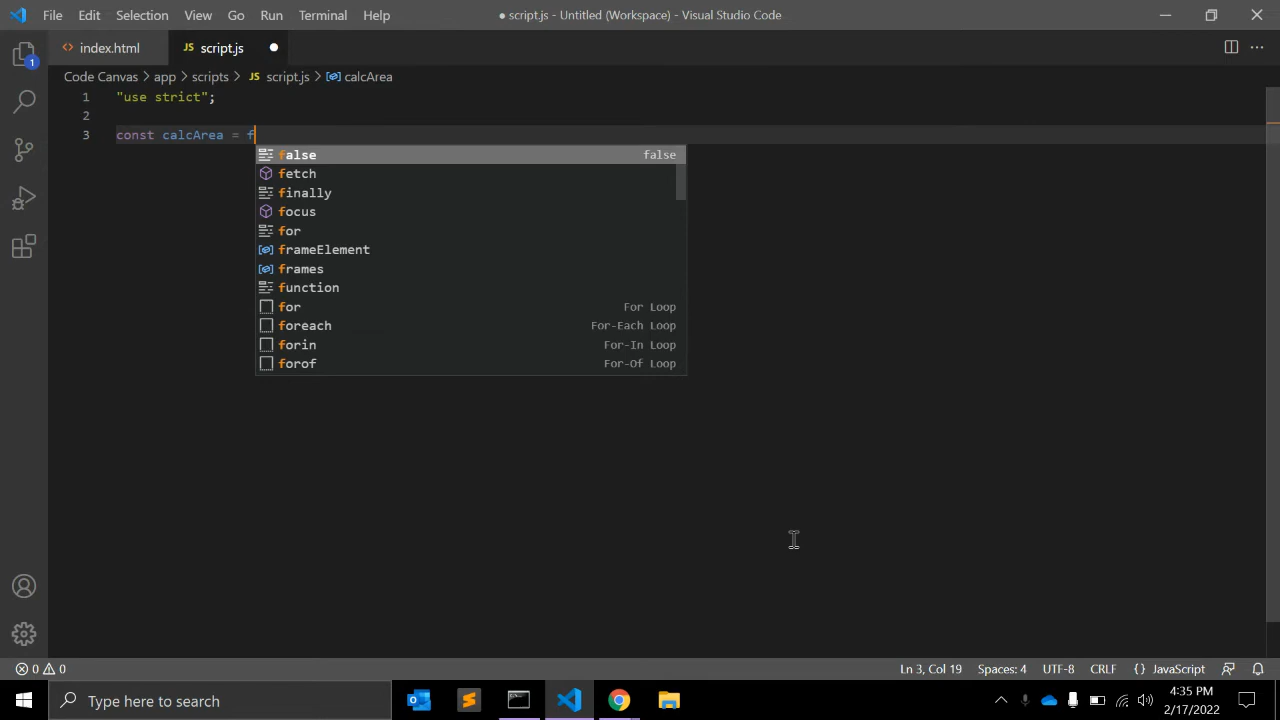 File Edit Selection View Go Run Terminal Help
● script.js - Untitled (Workspace) - Visual Studio Code
index.html
JS script.js
Code Canvas > app > scripts > JS script.js > calcArea
1 "use strict";
2
3 const calcArea = f
false false
fetch
finally
focus
for
frameElement
frames
function
for For Loop
foreach For-Each Loop
forin For-In Loop
forof For-Of Loop
1
0 0
Ln 3, Col 19 Spaces: 4 UTF-8 CRLF {} JavaScript
Type here to search
4:35 PM
2/17/2022